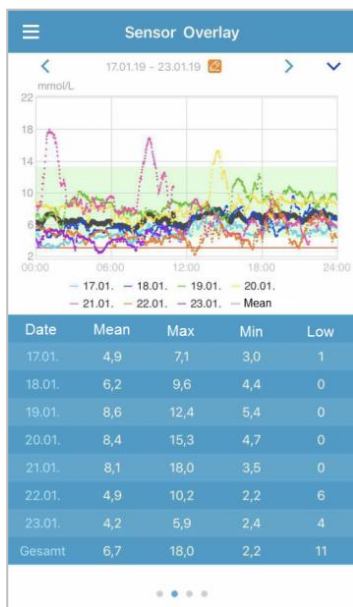 Sensor Overlay
17.01.19 - 23.01.19
mmol/L
22
18
14
10
6
2
00:00 06:00 12:00 18:00 24:00
17.01. 18.01. 19.01. 20.01.
21.01. 22.01. 23.01. Mean
Date Mean Max Min Low
17.01. 4,9 7,1 3,0 1
18.01. 6,2 9,6 4,4 0
19.01. 8,6 12,4 5,4 0
20.01. 8,4 15,3 4,7 0
21.01. 8,1 18,0 3,5 0
22.01. 4,9 10,2 2,2 6
23.01. 4,2 5,9 2,4 4
Gesamt 6,7 18,0 2,2 11